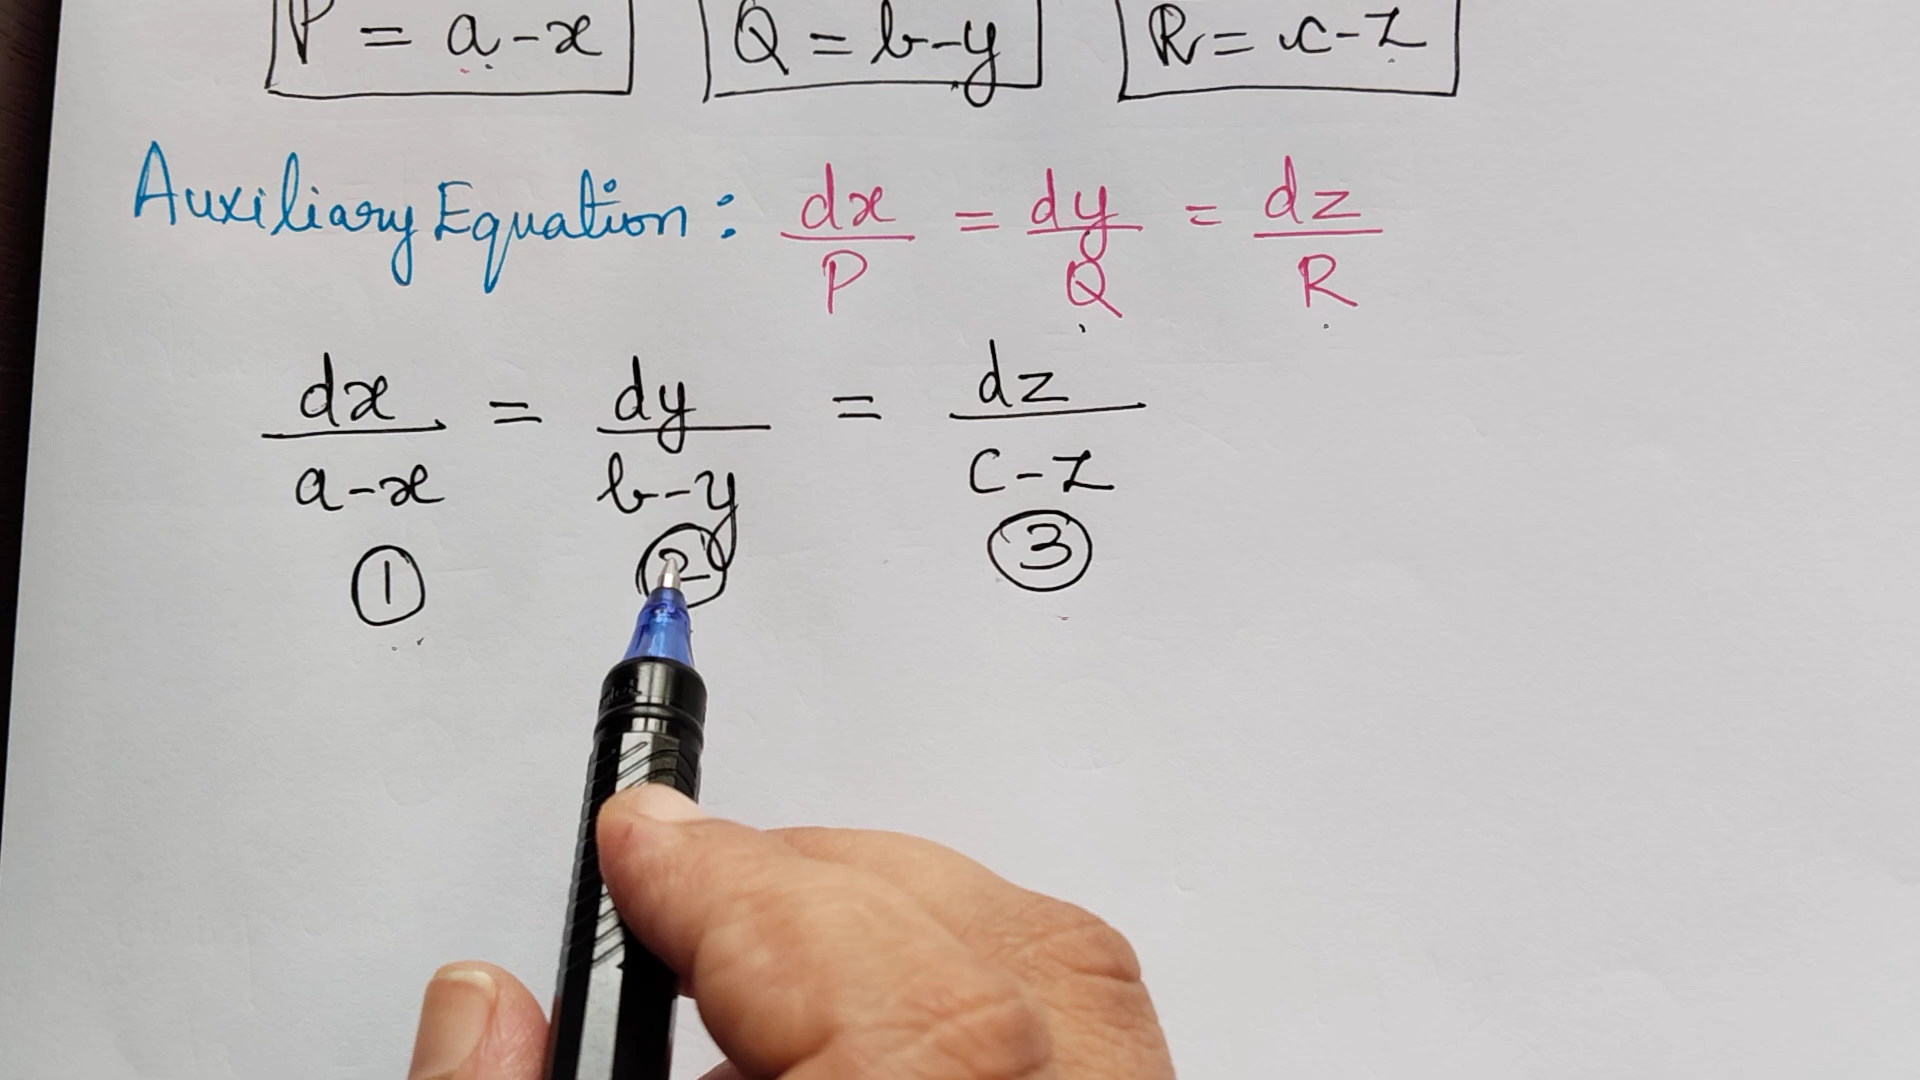 P = a-x   Q = b-y   R = c-z
Auxiliary Equation : dx/P = dy/Q = dz/R
dx/a-x = dy/b-y = dz/c-z
① ② ③